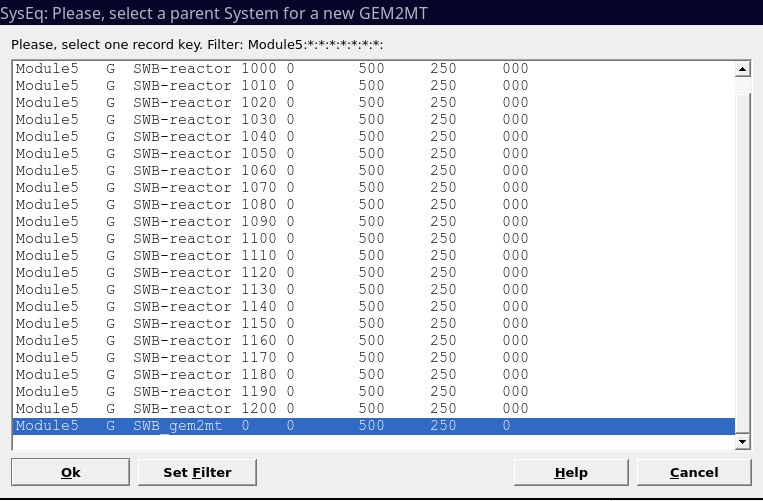 SysEq: Please, select a parent System for a new GEM2MT
Please, select one record key. Filter: Module5:*:*:*:*:*:*:*:
Module5 G SWB-reactor 1000 0 500 250 000
Module5 G SWB-reactor 1010 0 500 250 000
Module5 G SWB-reactor 1020 0 500 250 000
Module5 G SWB-reactor 1030 0 500 250 000
Module5 G SWB-reactor 1040 0 500 250 000
Module5 G SWB-reactor 1050 0 500 250 000
Module5 G SWB-reactor 1060 0 500 250 000
Module5 G SWB-reactor 1070 0 500 250 000
Module5 G SWB-reactor 1080 0 500 250 000
Module5 G SWB-reactor 1090 0 500 250 000
Module5 G SWB-reactor 1100 0 500 250 000
Module5 G SWB-reactor 1110 0 500 250 000
Module5 G SWB-reactor 1120 0 500 250 000
Module5 G SWB-reactor 1130 0 500 250 000
Module5 G SWB-reactor 1140 0 500 250 000
Module5 G SWB-reactor 1150 0 500 250 000
Module5 G SWB-reactor 1160 0 500 250 000
Module5 G SWB-reactor 1170 0 500 250 000
Module5 G SWB-reactor 1180 0 500 250 000
Module5 G SWB-reactor 1190 0 500 250 000
Module5 G SWB-reactor 1200 0 500 250 000
Module5 G SWB_gem2mt 0 0 500 250 0
Ok Set Filter Help Cancel